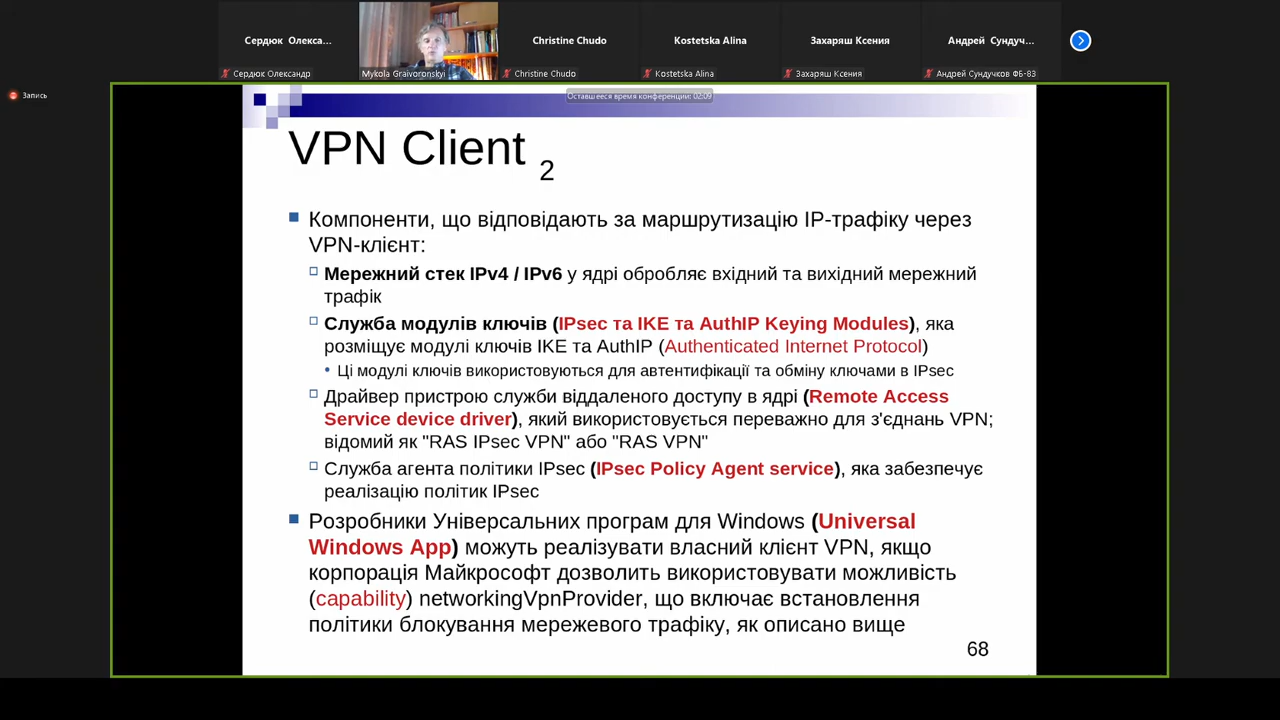 Сердюк Олекса...
Christine Chudo
Kostetska Alina
Захаряш Ксения
Андрей Сундуч...
Сердюк Олександр
Mykola Graivoronskyi
Christine Chudo
Kostetska Alina
Захаряш Ксения
Андрей Сундучков ФБ-83
Запись
Оставшееся время конференции: 02:09
VPN Client 2
Компоненти, що відповідають за маршрутизацію IP-трафіку через
VPN-клієнт:
Мережний стек IPv4 / IPv6 у ядрі обробляє вхідний та вихідний мережний
трафік
Служба модулів ключів (IPsec та IKE та AuthIP Keying Modules), яка
розміщує модулі ключів IKE та AuthIP (Authenticated Internet Protocol)
Ці модулі ключів використовуються для автентифікації та обміну ключами в IPsec
Драйвер пристрою служби віддаленого доступу в ядрі (Remote Access
Service device driver), який використовується переважно для з'єднань VPN;
відомий як "RAS IPsec VPN" або "RAS VPN"
Служба агента політики IPsec (IPsec Policy Agent service), яка забезпечує
реалізацію політик IPsec
Розробники Універсальних програм для Windows (Universal
Windows App) можуть реалізувати власний клієнт VPN, якщо
корпорація Майкрософт дозволить використовувати можливість
(capability) networkingVpnProvider, що включає встановлення
політики блокування мережевого трафіку, як описано вище
68